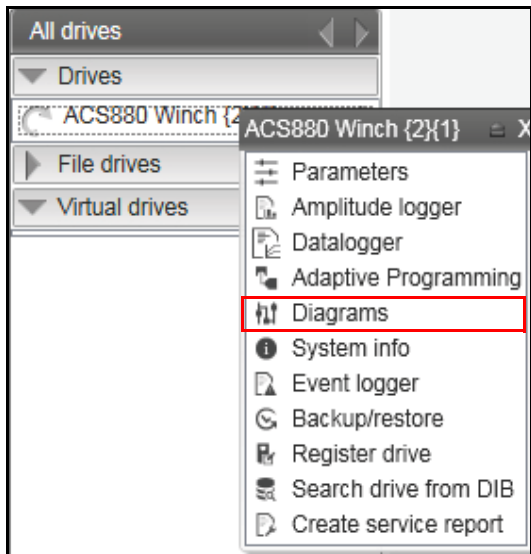 All drives
Drives
ACS880 Winch {2}
File drives
Virtual drives
ACS880 Winch {2}{1} X
Parameters
Amplitude logger
Datalogger
Adaptive Programming
Diagrams
System info
Event logger
Backup/restore
Register drive
Search drive from DIB
Create service report